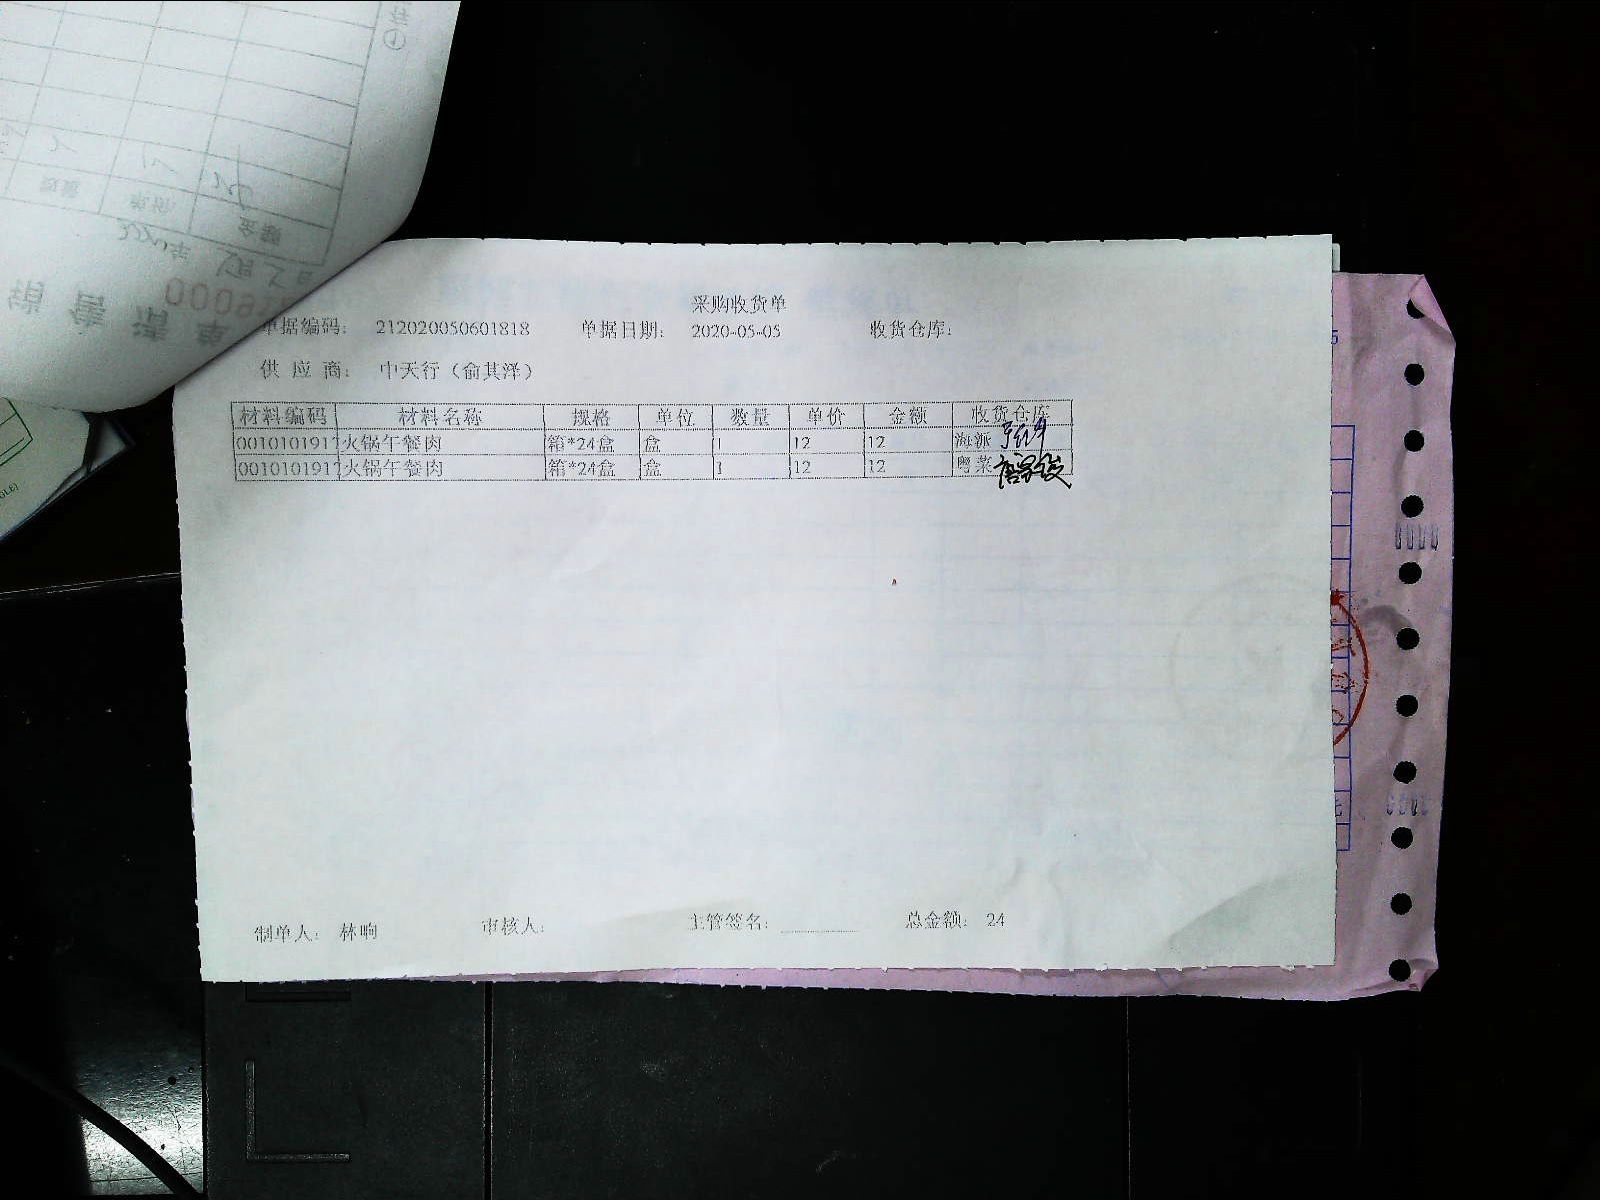 采购收货单
单据编码： 212020050601818 单据日期： 2020-05-05 收货仓库：
供 应 商： 中天行（俞其洋）
材料编码 材料名称 规格 单位 数量 单价 金额 收货仓库
0010101917 火锅午餐肉 箱*24盒 盒 1 12 12 海派
0010101917 火锅午餐肉 箱*24盒 盒 1 12 12 粤菜
制单人： 林响 审核人： 主管签名： 总金额： 24